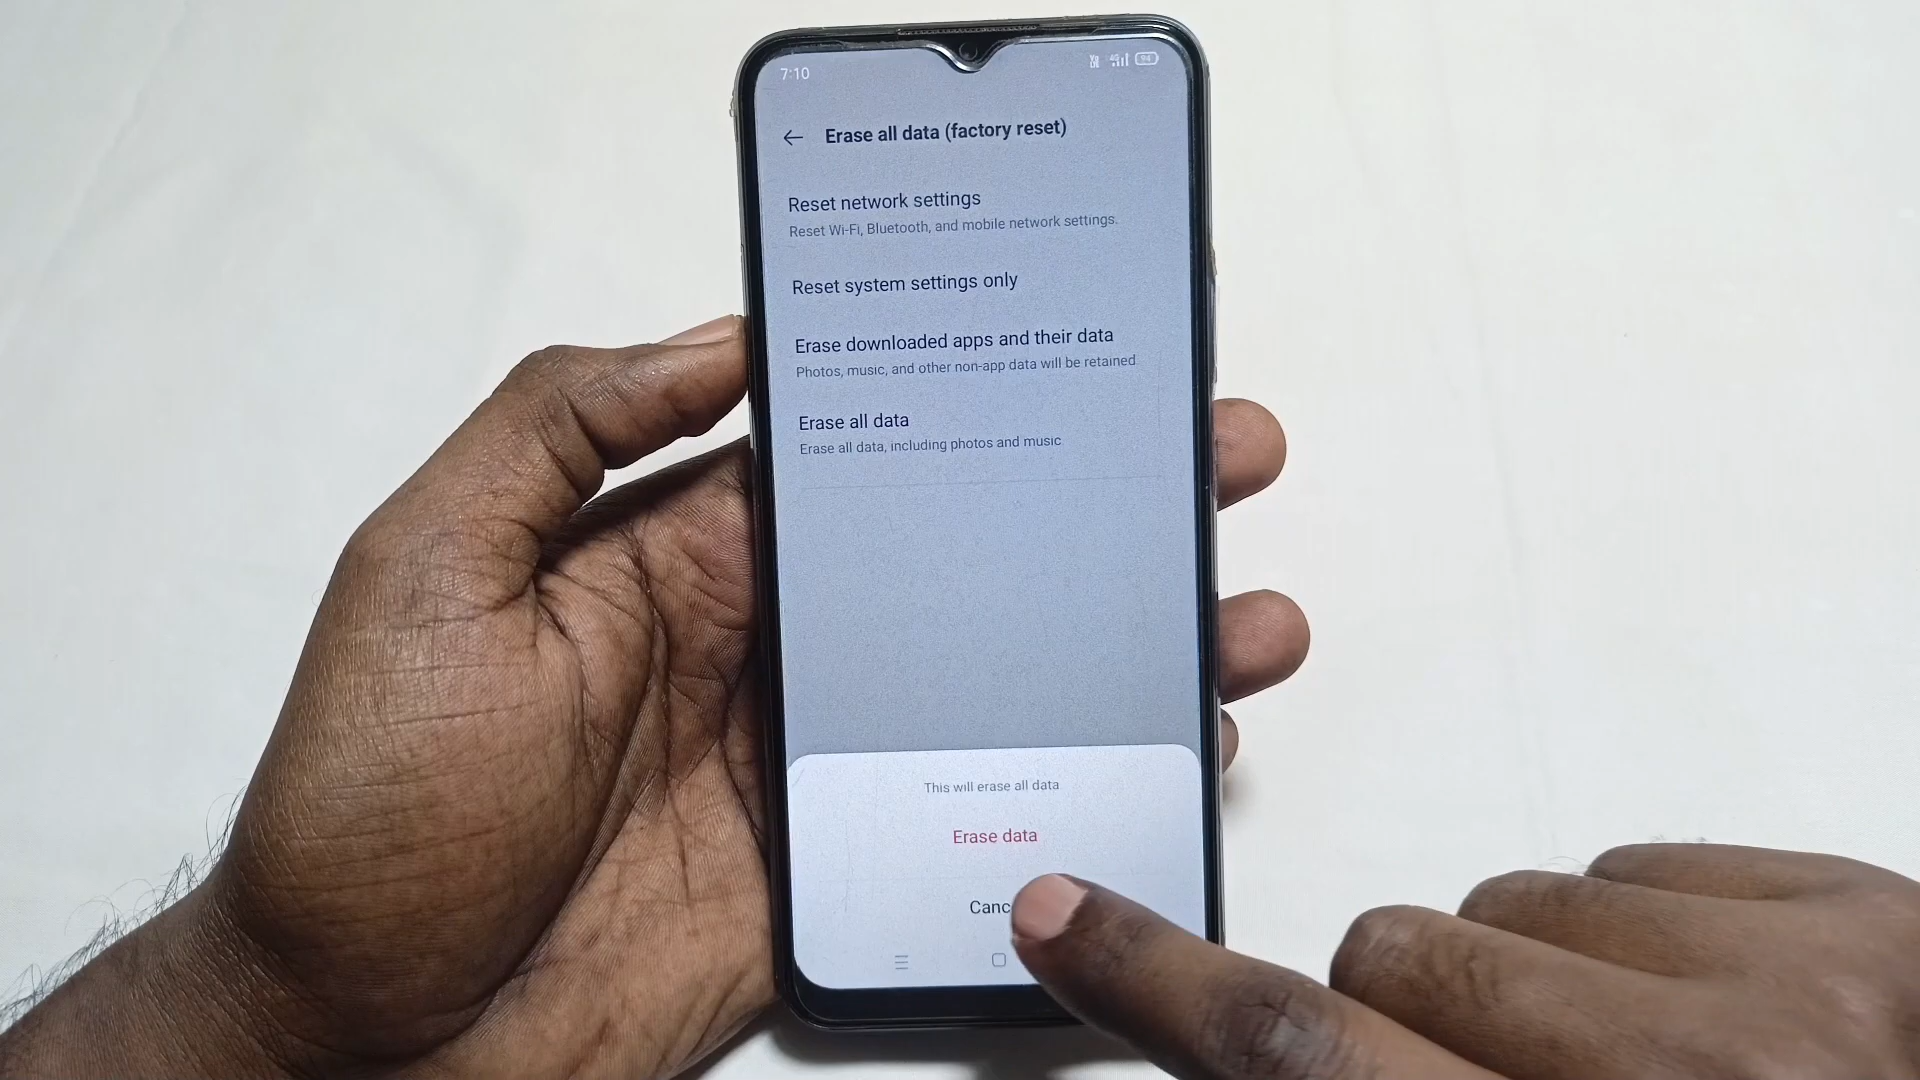 7:10
94
Erase all data (factory reset)
Reset network settings
Reset Wi-Fi, Bluetooth, and mobile network settings.
Reset system settings only
Erase downloaded apps and their data
Photos, music, and other non-app data will be retained
Erase all data
Erase all data, including photos and music
This will erase all data
Erase data
Canc